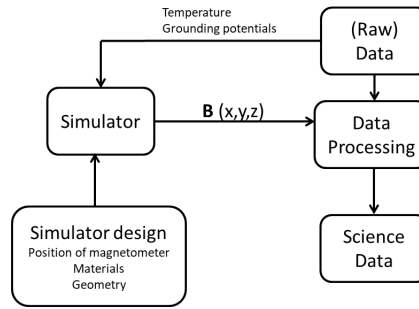 Temperature
Grounding potentials
(Raw)
Data
Simulator
B (x,y,z)
Data
Processing
Simulator design
Position of magnetometer
Materials
Geometry
Science
Data